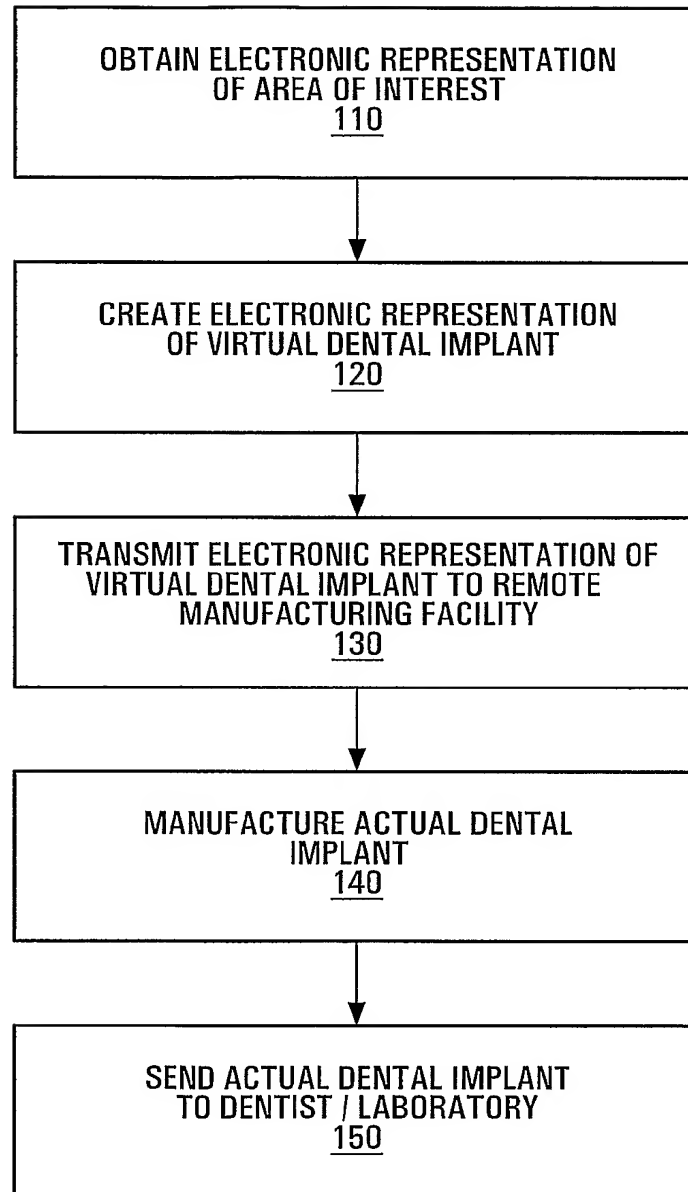 OBTAIN ELECTRONIC REPRESENTATION
OF AREA OF INTEREST
110
CREATE ELECTRONIC REPRESENTATION
OF VIRTUAL DENTAL IMPLANT
120
TRANSMIT ELECTRONIC REPRESENTATION OF
VIRTUAL DENTAL IMPLANT TO REMOTE
MANUFACTURING FACILITY
130
MANUFACTURE ACTUAL DENTAL
IMPLANT
140
SEND ACTUAL DENTAL IMPLANT
TO DENTIST / LABORATORY
150